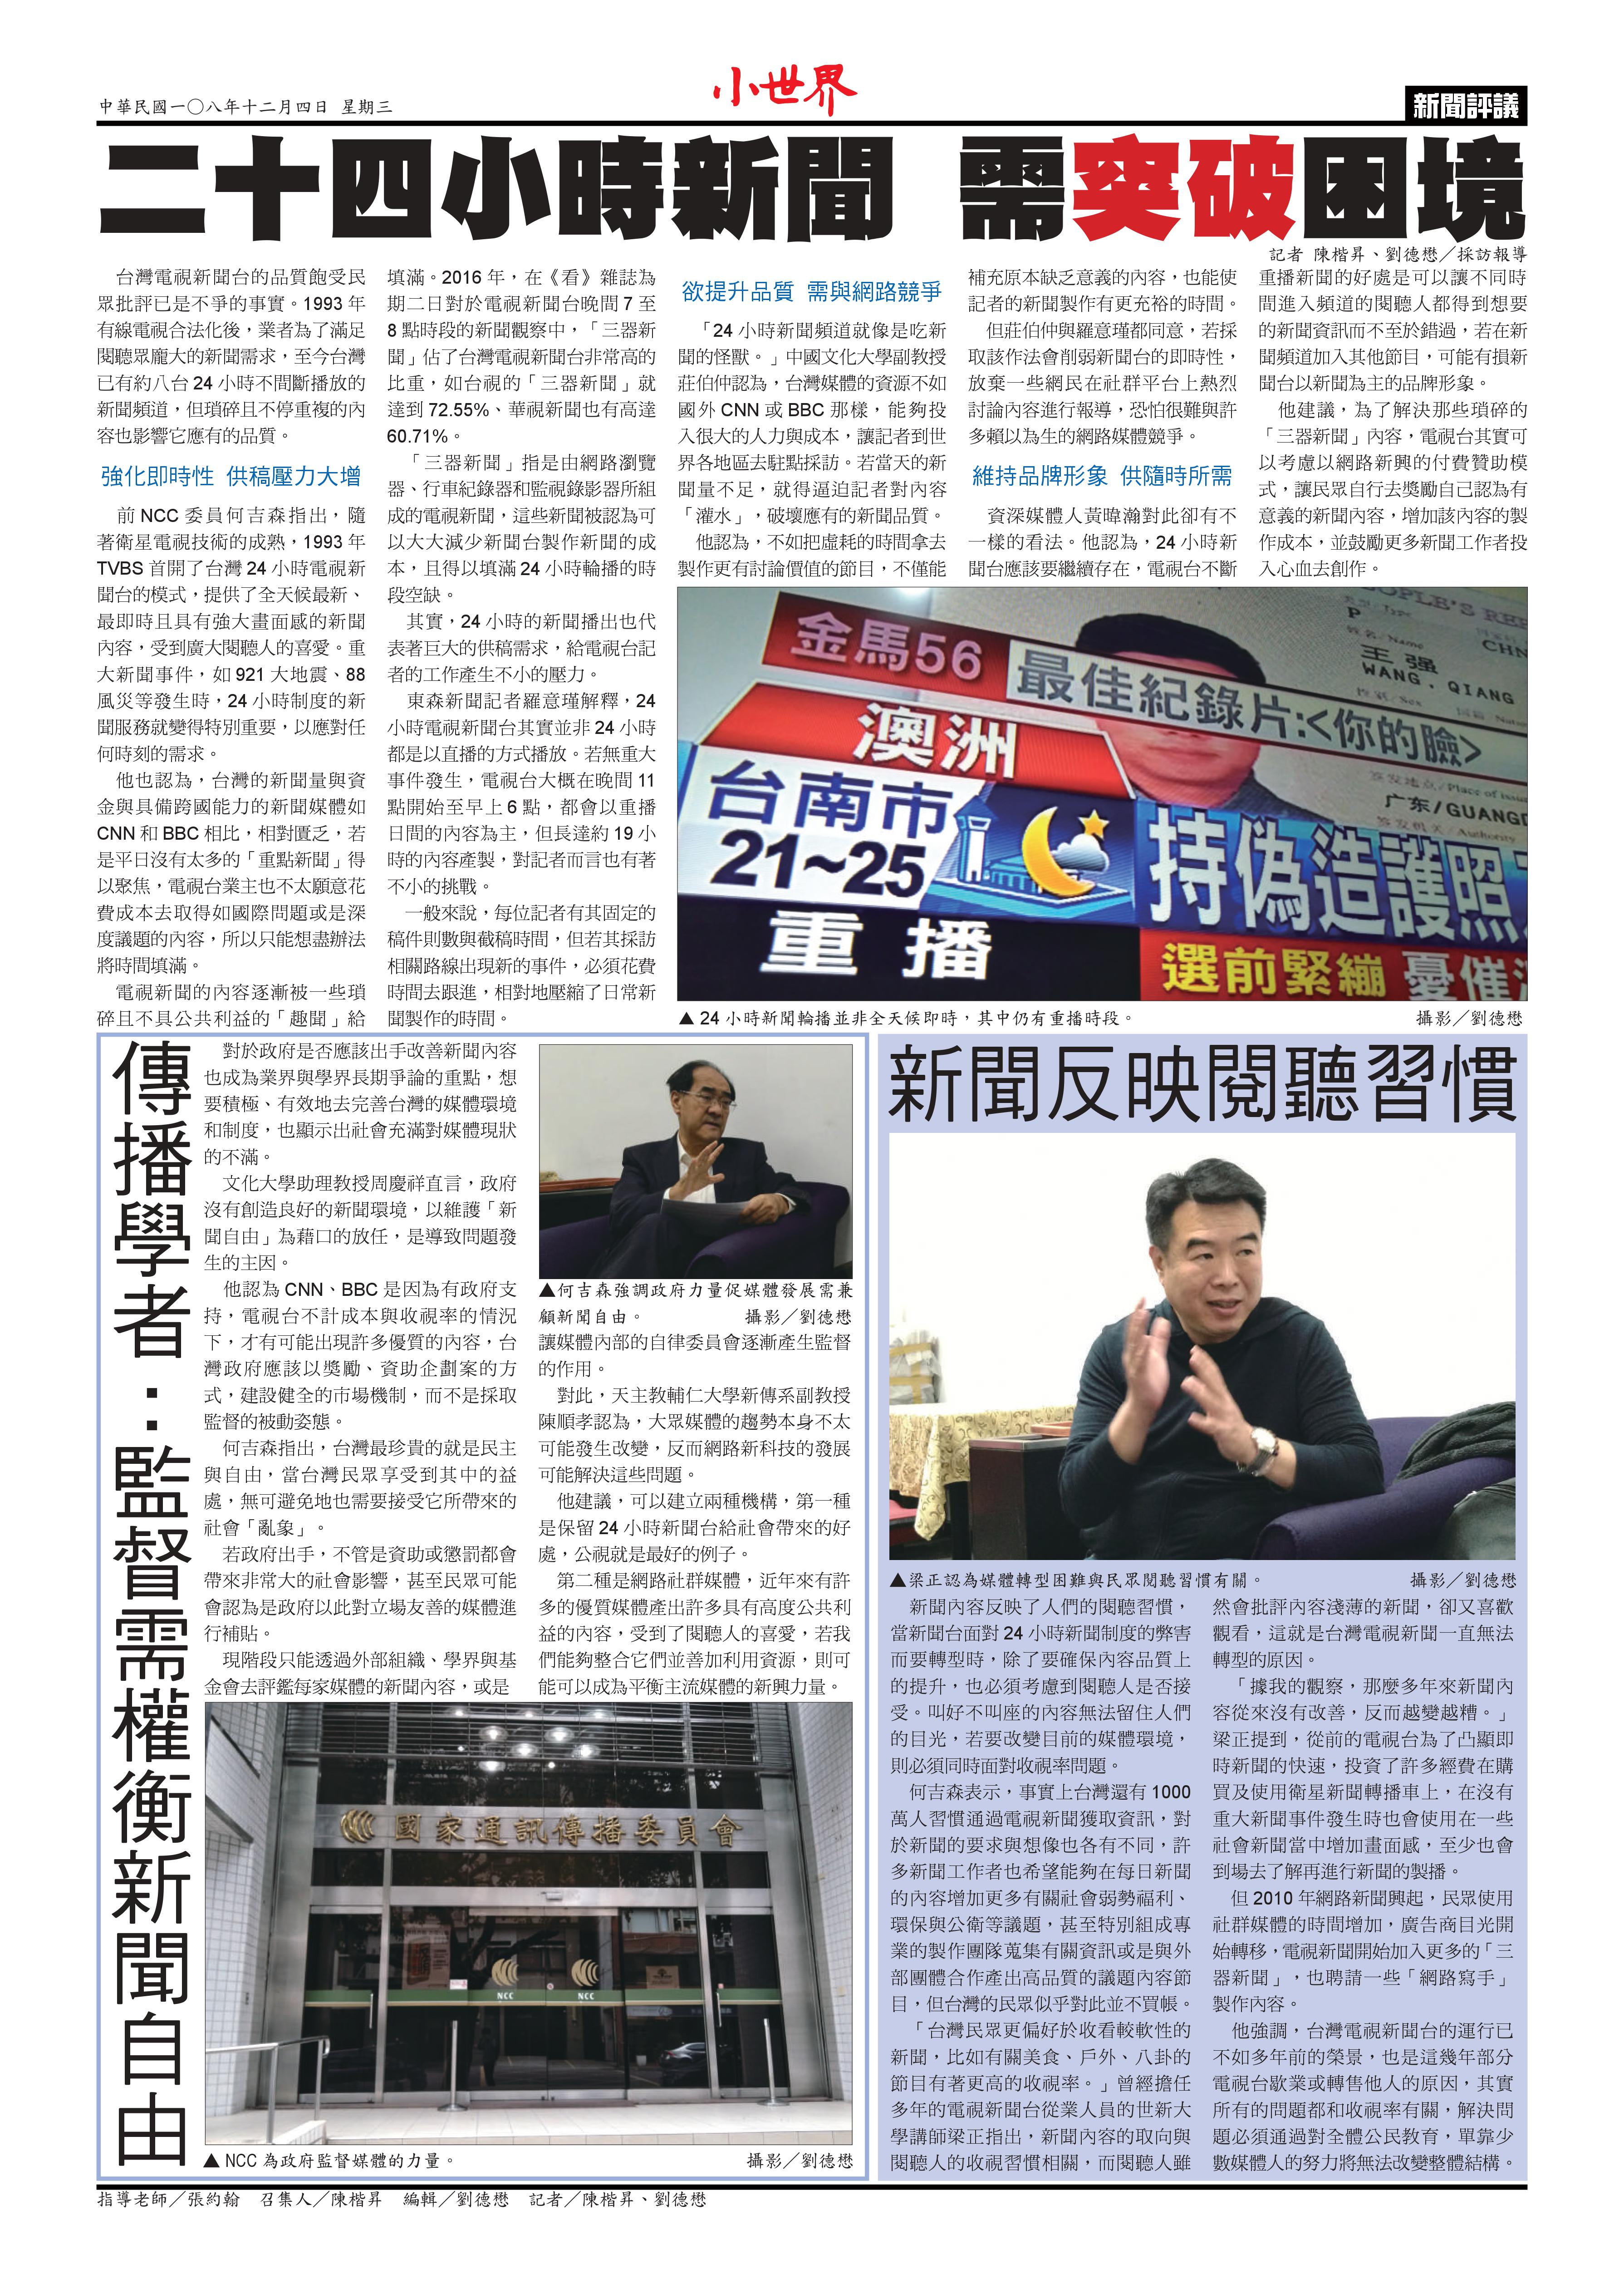 中華民國一〇八年十二月四日 星期三
小世界
新聞評議
二十四小時新聞 需突破困境
記者 陳楷昇、劉德懋／採訪報導
台灣電視新聞台的品質飽受民
眾批評已是不爭的事實。1993 年
有線電視合法化後，業者為了滿足
閱聽眾龐大的新聞需求，至今台灣
已有約八台 24 小時不間斷播放的
新聞頻道，但瑣碎且不停重複的內
容也影響它應有的品質。
強化即時性 供稿壓力大增
前 NCC 委員何吉森指出，隨
著衛星電視技術的成熟，1993 年
TVBS 首開了台灣 24 小時電視新
聞台的模式，提供了全天候最新、
最即時且具有強大畫面感的新聞
內容，受到廣大閱聽人的喜愛。重
大新聞事件，如 921 大地震、88
風災等發生時，24 小時制度的新
聞服務就變得特別重要，以應對任
何時刻的需求。
他也認為，台灣的新聞量與資
金與具備跨國能力的新聞媒體如
CNN 和 BBC 相比，相對匱乏，若
是平日沒有太多的「重點新聞」得
以聚焦，電視台業主也不太願意花
費成本去取得如國際問題或是深
度議題的內容，所以只能想盡辦法
將時間填滿。
電視新聞的內容逐漸被一些瑣
碎且不具公共利益的「趣聞」給
填滿。2016 年，在《看》雜誌為
期二日對於電視新聞台晚間 7 至
8 點時段的新聞觀察中，「三器新
聞」佔了台灣電視新聞台非常高的
比重，如台視的「三器新聞」就
達到 72.55%、華視新聞也有高達
60.71%。
「三器新聞」指是由網路瀏覽
器、行車紀錄器和監視錄影器所組
成的電視新聞，這些新聞被認為可
以大大減少新聞台製作新聞的成
本，且得以填滿 24 小時輪播的時
段空缺。
其實，24 小時的新聞播出也代
表著巨大的供稿需求，給電視台記
者的工作產生不小的壓力。
東森新聞記者羅意瑾解釋，24
小時電視新聞台其實並非 24 小時
都是以直播的方式播放。若無重大
事件發生，電視台大概在晚間 11
點開始至早上 6 點，都會以重播
日間的內容為主，但長達約 19 小
時的內容產製，對記者而言也有著
不小的挑戰。
一般來說，每位記者有其固定的
稿件則數與截稿時間，但若其採訪
相關路線出現新的事件，必須花費
時間去跟進，相對地壓縮了日常新
聞製作的時間。
欲提升品質 需與網路競爭
「24 小時新聞頻道就像是吃新
聞的怪獸。」中國文化大學副教授
莊伯仲認為，台灣媒體的資源不如
國外 CNN 或 BBC 那樣，能夠投
入很大的人力與成本，讓記者到世
界各地區去駐點採訪。若當天的新
聞量不足，就得逼迫記者對內容
「灌水」，破壞應有的新聞品質。
他認為，不如把虛耗的時間拿去
製作更有討論價值的節目，不僅能
補充原本缺乏意義的內容，也能使
記者的新聞製作有更充裕的時間。
但莊伯仲與羅意瑾都同意，若採
取該作法會削弱新聞台的即時性，
放棄一些網民在社群平台上熱烈
討論內容進行報導，恐怕很難與許
多賴以為生的網路媒體競爭。
維持品牌形象 供隨時所需
資深媒體人黃暐瀚對此卻有不
一樣的看法。他認為，24 小時新
聞台應該要繼續存在，電視台不斷
重播新聞的好處是可以讓不同時
間進入頻道的閱聽人都得到想要
的新聞資訊而不至於錯過，若在新
聞頻道加入其他節目，可能有損新
聞台以新聞為主的品牌形象。
他建議，為了解決那些瑣碎的
「三器新聞」內容，電視台其實可
以考慮以網路新興的付費贊助模
式，讓民眾自行去獎勵自己認為有
意義的新聞內容，增加該內容的製
作成本，並鼓勵更多新聞工作者投
入心血去創作。
金馬56 最佳紀錄片:<你的臉>
王强
WANG，QIANG
广东/GUANGD
澳洲
台南市
21~25
重播
持偽造護照
選前緊繃 憂催
▲ 24 小時新聞輪播並非全天候即時，其中仍有重播時段。 攝影／劉德懋
傳播學者：監督需權衡新聞自由
對於政府是否應該出手改善新聞內容
也成為業界與學界長期爭論的重點，想
要積極、有效地去完善台灣的媒體環境
和制度，也顯示出社會充滿對媒體現狀
的不滿。
文化大學助理教授周慶祥直言，政府
沒有創造良好的新聞環境，以維護「新
聞自由」為藉口的放任，是導致問題發
生的主因。
他認為 CNN、BBC 是因為有政府支
持，電視台不計成本與收視率的情況
下，才有可能出現許多優質的內容，台
灣政府應該以獎勵、資助企劃案的方
式，建設健全的市場機制，而不是採取
監督的被動姿態。
何吉森指出，台灣最珍貴的就是民主
與自由，當台灣民眾享受到其中的益
處，無可避免地也需要接受它所帶來的
社會「亂象」。
若政府出手，不管是資助或懲罰都會
帶來非常大的社會影響，甚至民眾可能
會認為是政府以此對立場友善的媒體進
行補貼。
現階段只能透過外部組織、學界與基
金會去評鑑每家媒體的新聞內容，或是
▲何吉森強調政府力量促媒體發展需兼
顧新聞自由。 攝影／劉德懋
讓媒體內部的自律委員會逐漸產生監督
的作用。
對此，天主教輔仁大學新傳系副教授
陳順孝認為，大眾媒體的趨勢本身不太
可能發生改變，反而網路新科技的發展
可能解決這些問題。
他建議，可以建立兩種機構，第一種
是保留 24 小時新聞台給社會帶來的好
處，公視就是最好的例子。
第二種是網路社群媒體，近年來有許
多的優質媒體產出許多具有高度公共利
益的內容，受到了閱聽人的喜愛，若我
們能夠整合它們並善加利用資源，則可
能可以成為平衡主流媒體的新興力量。
國家通訊傳播委員會
NCC NCC
▲ NCC 為政府監督媒體的力量。 攝影／劉德懋
新聞反映閱聽習慣
▲梁正認為媒體轉型困難與民眾閱聽習慣有關。 攝影／劉德懋
新聞內容反映了人們的閱聽習慣，
當新聞台面對 24 小時新聞制度的弊害
而要轉型時，除了要確保內容品質上
的提升，也必須考慮到閱聽人是否接
受。叫好不叫座的內容無法留住人們
的目光，若要改變目前的媒體環境，
則必須同時面對收視率問題。
何吉森表示，事實上台灣還有 1000
萬人習慣通過電視新聞獲取資訊，對
於新聞的要求與想像也各有不同，許
多新聞工作者也希望能夠在每日新聞
的內容增加更多有關社會弱勢福利、
環保與公衛等議題，甚至特別組成專
業的製作團隊蒐集有關資訊或是與外
部團體合作產出高品質的議題內容節
目，但台灣的民眾似乎對此並不買帳。
「台灣民眾更偏好於收看較軟性的
新聞，比如有關美食、戶外、八卦的
節目有著更高的收視率。」曾經擔任
多年的電視新聞台從業人員的世新大
學講師梁正指出，新聞內容的取向與
閱聽人的收視習慣相關，而閱聽人雖
然會批評內容淺薄的新聞，卻又喜歡
觀看，這就是台灣電視新聞一直無法
轉型的原因。
「據我的觀察，那麼多年來新聞內
容從來沒有改善，反而越變越糟。」
梁正提到，從前的電視台為了凸顯即
時新聞的快速，投資了許多經費在購
買及使用衛星新聞轉播車上，在沒有
重大新聞事件發生時也會使用在一些
社會新聞當中增加畫面感，至少也會
到場去了解再進行新聞的製播。
但 2010 年網路新聞興起，民眾使用
社群媒體的時間增加，廣告商目光開
始轉移，電視新聞開始加入更多的「三
器新聞」，也聘請一些「網路寫手」
製作內容。
他強調，台灣電視新聞台的運行已
不如多年前的榮景，也是這幾年部分
電視台歇業或轉售他人的原因，其實
所有的問題都和收視率有關，解決問
題必須通過對全體公民教育，單靠少
數媒體人的努力將無法改變整體結構。
指導老師／張約翰 召集人／陳楷昇 編輯／劉德懋 記者／陳楷昇、劉德懋